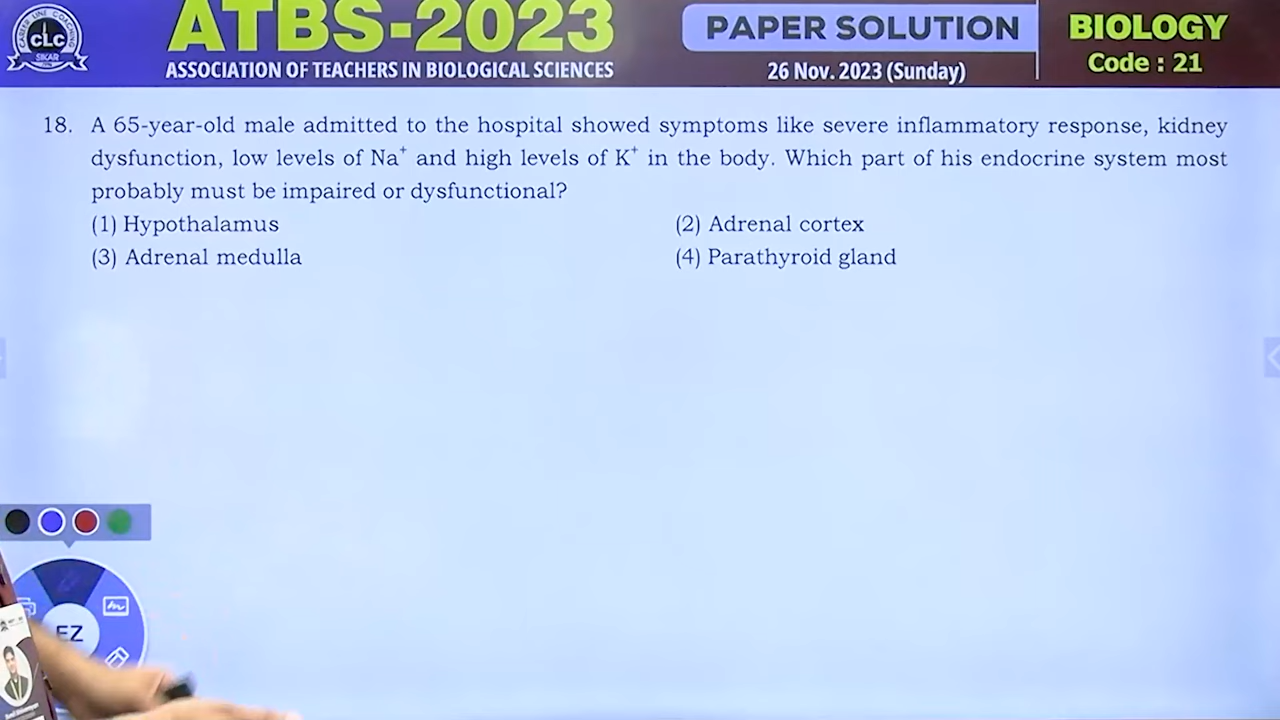 CAREER LINE COACHING
CLC
SIKAR
ATBS-2023
ASSOCIATION OF TEACHERS IN BIOLOGICAL SCIENCES
PAPER SOLUTION
26 Nov. 2023 (Sunday)
BIOLOGY
Code : 21
18. A 65-year-old male admitted to the hospital showed symptoms like severe inflammatory response, kidney
dysfunction, low levels of Na⁺ and high levels of K⁺ in the body. Which part of his endocrine system most
probably must be impaired or dysfunctional?
(1) Hypothalamus (2) Adrenal cortex
(3) Adrenal medulla (4) Parathyroid gland
EZ